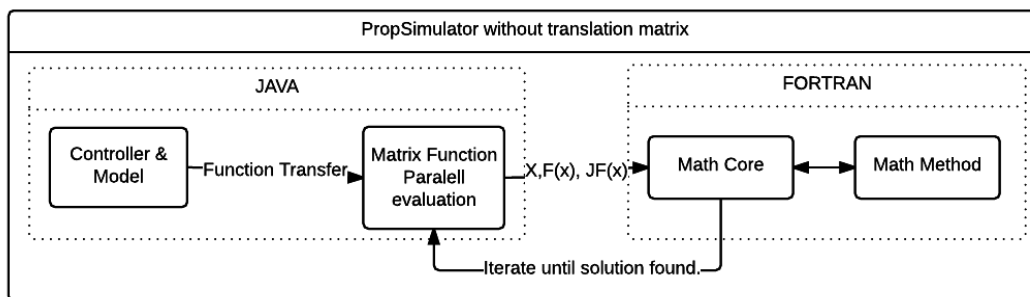 PropSimulator without translation matrix
JAVA
FORTRAN
Controller &
Model
Function Transfer
Matrix Function
Paralell
evaluation
X,F(x), JF(x)
Math Core
Math Method
Iterate until solution found.